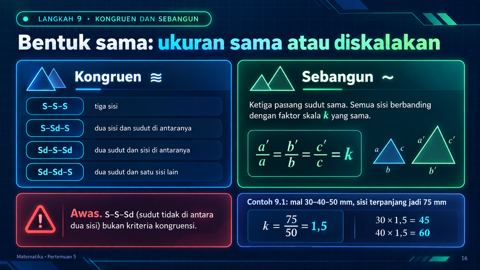 LANGKAH 9 • KONGRUEN DAN SEBANGUN
Bentuk sama: ukuran sama atau diskalakan
Kongruen ≋
S–S–S tiga sisi
S–Sd–S dua sisi dan sudut di antaranya
Sd–S–Sd dua sudut dan sisi di antaranya
Sd–Sd–S dua sudut dan satu sisi lain
Awas. S–S–Sd (sudut tidak di antara
dua sisi) bukan kriteria kongruensi.
Sebangun ~
Ketiga pasang sudut sama. Semua sisi berbanding
dengan faktor skala k yang sama.
a'/a = b'/b = c'/c = k
a c b
a' c' b'
Contoh 9.1: mal 30–40–50 mm, sisi terpanjang jadi 75 mm
k = 75/50 = 1,5
30 × 1,5 = 45
40 × 1,5 = 60
Matematika • Pertemuan 5
16